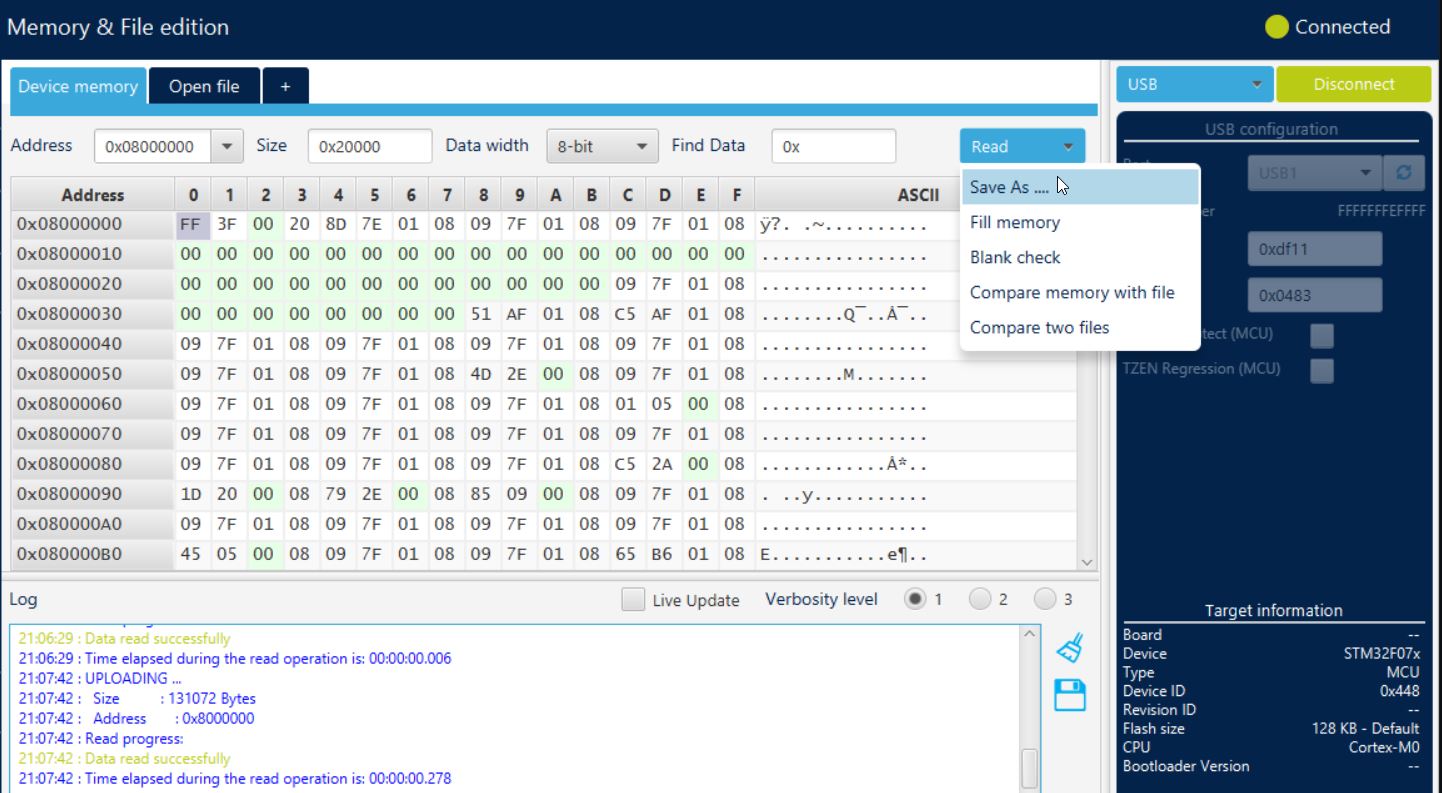 Memory & File edition
Connected
Device memory Open file +
USB Disconnect
Address 0x08000000 Size 0x20000 Data width 8-bit Find Data 0x Read
Save As ....
Fill memory
Blank check
Compare memory with file
Compare two files
Address 0 1 2 3 4 5 6 7 8 9 A B C D E F ASCII
0x08000000 FF 3F 00 20 8D 7E 01 08 09 7F 01 08 09 7F 01 08 ÿ?. .~..........
0x08000010 00 00 00 00 00 00 00 00 00 00 00 00 00 00 00 00 ................
0x08000020 00 00 00 00 00 00 00 00 00 00 00 00 09 7F 01 08 ................
0x08000030 00 00 00 00 00 00 00 00 51 AF 01 08 C5 AF 01 08 ........Q¯..Å¯..
0x08000040 09 7F 01 08 09 7F 01 08 09 7F 01 08 09 7F 01 08 ................
0x08000050 09 7F 01 08 09 7F 01 08 4D 2E 00 08 09 7F 01 08 ........M.......
0x08000060 09 7F 01 08 09 7F 01 08 09 7F 01 08 01 05 00 08 ................
0x08000070 09 7F 01 08 09 7F 01 08 09 7F 01 08 09 7F 01 08 ................
0x08000080 09 7F 01 08 09 7F 01 08 09 7F 01 08 C5 2A 00 08 ............Å*..
0x08000090 1D 20 00 08 79 2E 00 08 85 09 00 08 09 7F 01 08 . ..y...........
0x080000A0 09 7F 01 08 09 7F 01 08 09 7F 01 08 09 7F 01 08 ................
0x080000B0 45 05 00 08 09 7F 01 08 09 7F 01 08 65 B6 01 08 E...........e¶..
Log Live Update Verbosity level 1 2 3
21:06:29 : Data read successfully
21:06:29 : Time elapsed during the read operation is: 00:00:00.006
21:07:42 : UPLOADING ...
21:07:42 : Size : 131072 Bytes
21:07:42 : Address : 0x8000000
21:07:42 : Read progress:
21:07:42 : Data read successfully
21:07:42 : Time elapsed during the read operation is: 00:00:00.278
USB configuration
USB1
FFFFFFFEFFFF
0xdf11
0x0483
(MCU)
TZEN Regression (MCU)
Target information
Board --
Device STM32F07x
Type MCU
Device ID 0x448
Revision ID --
Flash size 128 KB - Default
CPU Cortex-M0
Bootloader Version --